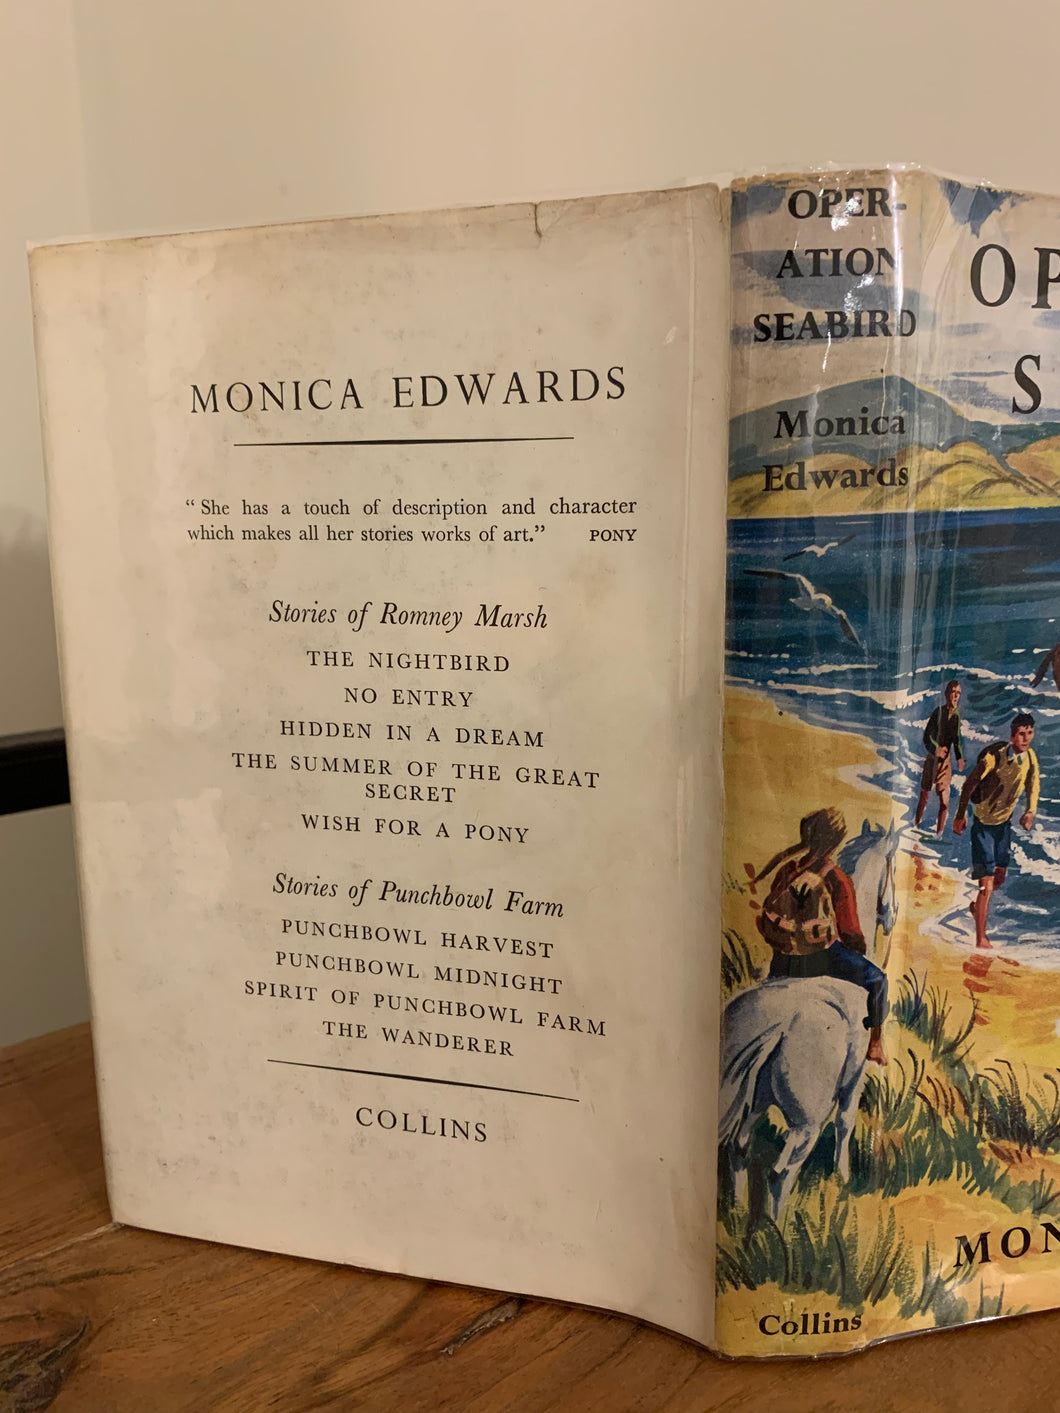 MONICA EDWARDS
“ She has a touch of description and character
which makes all her stories works of art.” PONY
Stories of Romney Marsh
THE NIGHTBIRD
NO ENTRY
HIDDEN IN A DREAM
THE SUMMER OF THE GREAT
SECRET
WISH FOR A PONY
Stories of Punchbowl Farm
PUNCHBOWL HARVEST
PUNCHBOWL MIDNIGHT
SPIRIT OF PUNCHBOWL FARM
THE WANDERER
COLLINS
OPER-
ATION
SEABIRD
Monica
Edwards
Collins
OP
S
MON